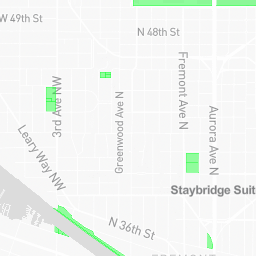 W 49th St
N 48th St
3rd Ave NW
Greenwood Ave N
Fremont Ave N
Aurora Ave N
Leary Way NW
Staybridge Suit
N 36th St